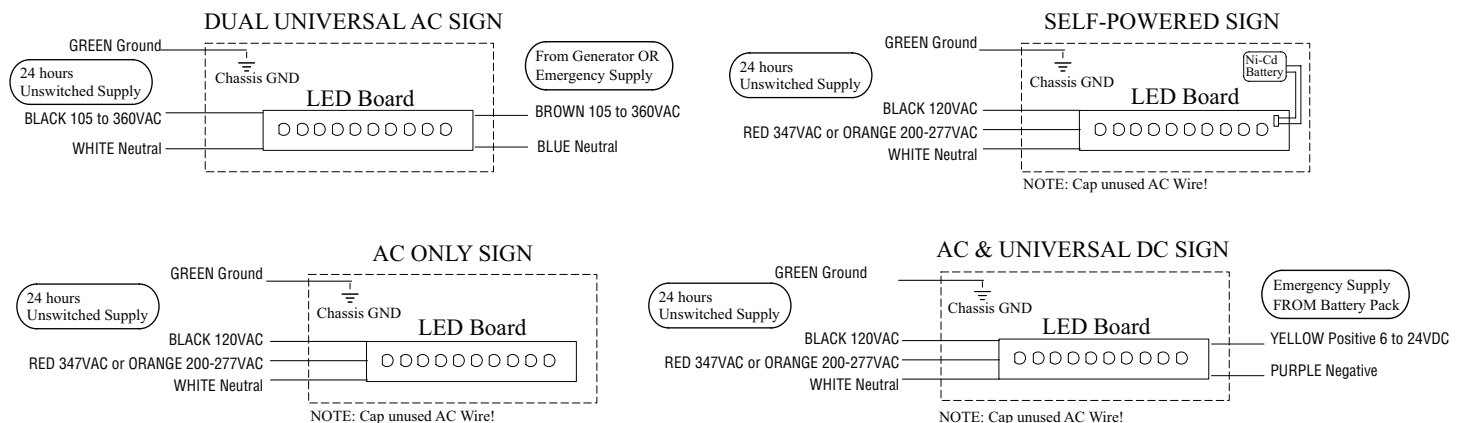 DUAL UNIVERSAL AC SIGN
GREEN Ground
24 hours
Unswitched Supply
Chassis GND
From Generator OR
Emergency Supply
LED Board
BLACK 105 to 360VAC
BROWN 105 to 360VAC
WHITE Neutral
BLUE Neutral
SELF-POWERED SIGN
GREEN Ground
24 hours
Unswitched Supply
Chassis GND
Ni-Cd
Battery
LED Board
BLACK 120VAC
RED 347VAC or ORANGE 200-277VAC
WHITE Neutral
NOTE: Cap unused AC Wire!
AC ONLY SIGN
GREEN Ground
24 hours
Unswitched Supply
Chassis GND
LED Board
BLACK 120VAC
RED 347VAC or ORANGE 200-277VAC
WHITE Neutral
NOTE: Cap unused AC Wire!
AC & UNIVERSAL DC SIGN
GREEN Ground
24 hours
Unswitched Supply
Chassis GND
Emergency Supply
FROM Battery Pack
LED Board
BLACK 120VAC
YELLOW Positive 6 to 24VDC
RED 347VAC or ORANGE 200-277VAC
PURPLE Negative
WHITE Neutral
NOTE: Cap unused AC Wire!